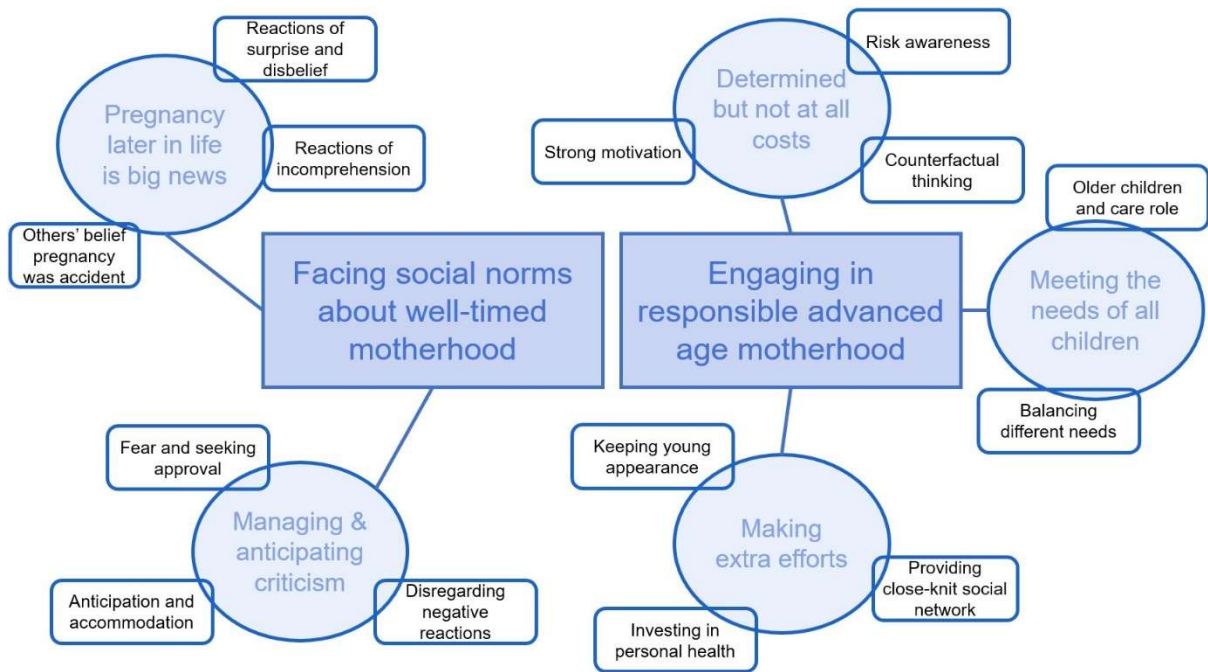 Reactions of
surprise and
disbelief
Pregnancy
later in life
is big news
Reactions of
incomprehension
Others’ belief
pregnancy
was accident
Facing social norms
about well-timed
motherhood
Fear and seeking
approval
Managing &
anticipating
criticism
Anticipation and
accommodation
Disregarding
negative
reactions
Risk awareness
Determined
but not at all
costs
Strong motivation
Counterfactual
thinking
Engaging in
responsible advanced
age motherhood
Older children
and care role
Meeting the
needs of all
children
Balancing
different needs
Keeping young
appearance
Making
extra efforts
Providing
close-knit social
network
Investing in
personal health